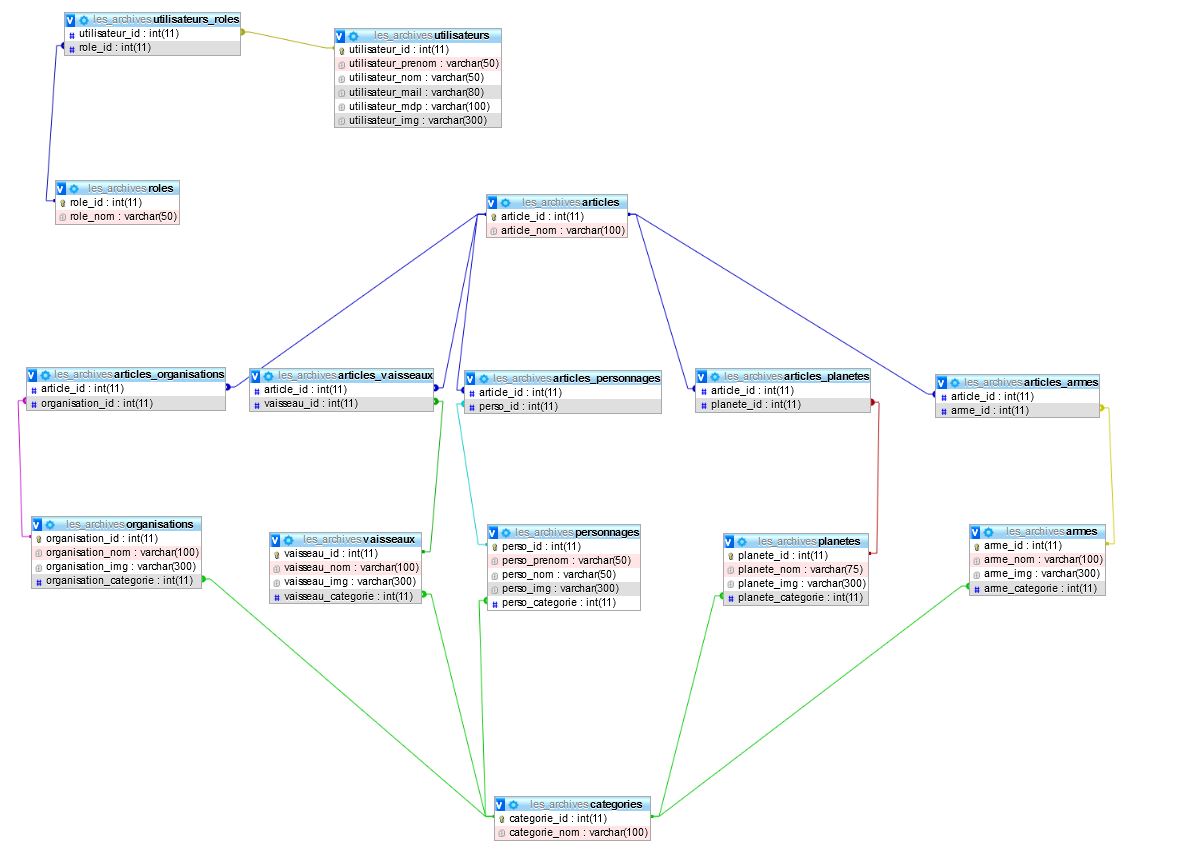 les_archives utilisateurs_roles
utilisateur_id : int(11)
role_id : int(11)
les_archives utilisateurs
utilisateur_id : int(11)
utilisateur_prenom : varchar(50)
utilisateur_nom : varchar(50)
utilisateur_mail : varchar(80)
utilisateur_mdp : varchar(100)
utilisateur_img : varchar(300)
les_archives roles
role_id : int(11)
role_nom : varchar(50)
les_archives articles
article_id : int(11)
article_nom : varchar(100)
les_archives articles_organisations
article_id : int(11)
organisation_id : int(11)
les_archives articles_vaisseaux
article_id : int(11)
vaisseau_id : int(11)
les_archives articles_personnages
article_id : int(11)
perso_id : int(11)
les_archives articles_planetes
article_id : int(11)
planete_id : int(11)
les_archives articles_armes
article_id : int(11)
arme_id : int(11)
les_archives organisations
organisation_id : int(11)
organisation_nom : varchar(100)
organisation_img : varchar(300)
organisation_categorie : int(11)
les_archives vaisseaux
vaisseau_id : int(11)
vaisseau_nom : varchar(100)
vaisseau_img : varchar(300)
vaisseau_categorie : int(11)
les_archives personnages
perso_id : int(11)
perso_prenom : varchar(50)
perso_nom : varchar(50)
perso_img : varchar(300)
perso_categorie : int(11)
les_archives planetes
planete_id : int(11)
planete_nom : varchar(75)
planete_img : varchar(300)
planete_categorie : int(11)
les_archives armes
arme_id : int(11)
arme_nom : varchar(100)
arme_img : varchar(300)
arme_categorie : int(11)
les_archives categories
categorie_id : int(11)
categorie_nom : varchar(100)